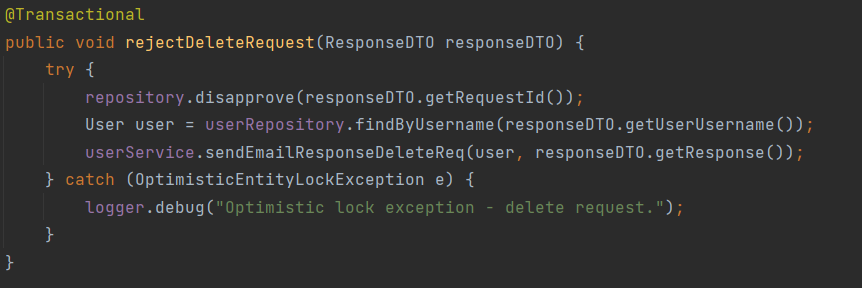 @Transactional
public void rejectDeleteRequest(ResponseDTO responseDTO) {
    try {
        repository.disapprove(responseDTO.getRequestId());
        User user = userRepository.findByUsername(responseDTO.getUserUsername());
        userService.sendEmailResponseDeleteReq(user, responseDTO.getResponse());
    } catch (OptimisticEntityLockException e) {
        logger.debug("Optimistic lock exception - delete request.");
    }
}